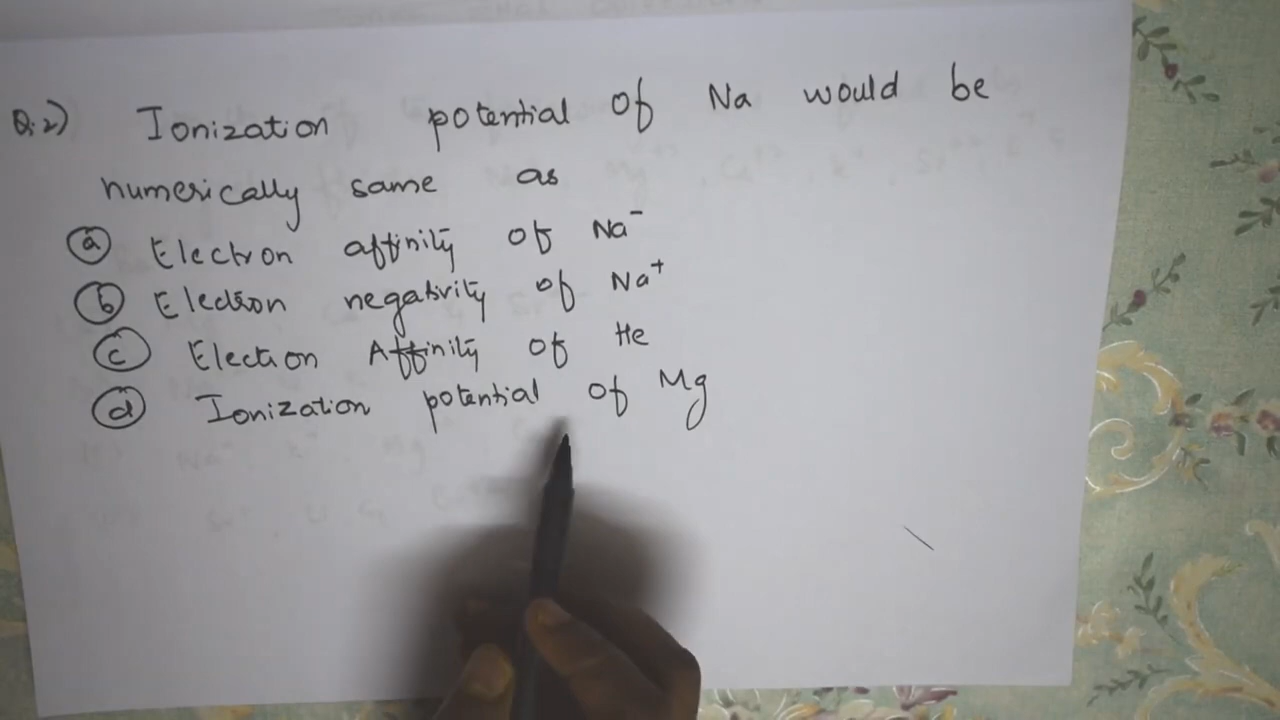 Q.2) Ionization potential of Na would be
numerically same as
(a) Electron affinity of Na⁻
(b) Electron negativity of Na⁺
(c) Election Affinity of He
(d) Ionization potential of Mg